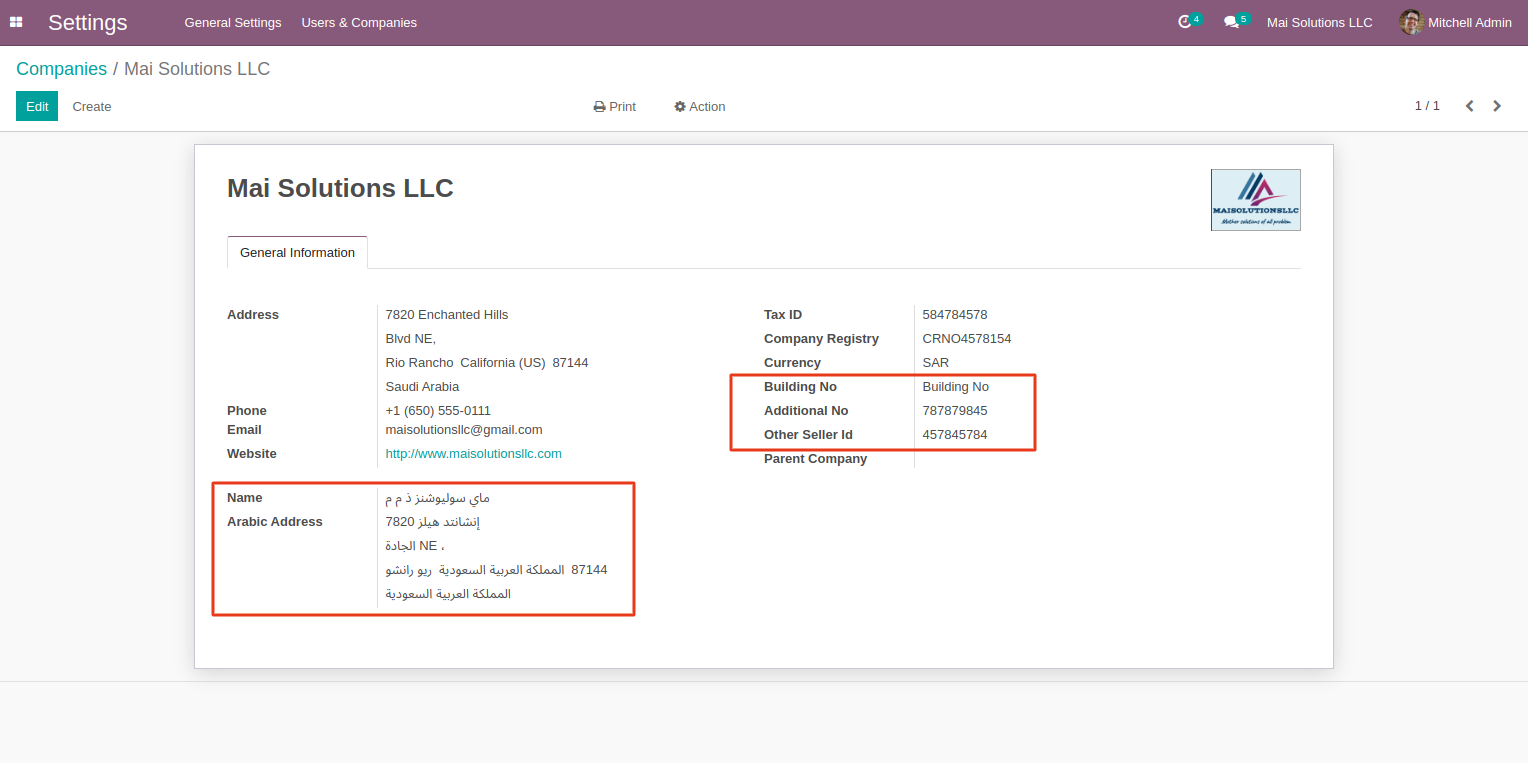 Settings General Settings Users & Companies 4 5 Mai Solutions LLC Mitchell Admin
Companies / Mai Solutions LLC
Edit Create Print Action 1 / 1
Mai Solutions LLC
MAISOLUTIONSLLC
Mother solutions of all problem.
General Information
Address 7820 Enchanted Hills
Blvd NE,
Rio Rancho California (US) 87144
Saudi Arabia
Phone +1 (650) 555-0111
Email maisolutionsllc@gmail.com
Website http://www.maisolutionsllc.com
Tax ID 584784578
Company Registry CRNO4578154
Currency SAR
Building No Building No
Additional No 787879845
Other Seller Id 457845784
Parent Company
Name ماي سوليوشنز ذ م م
Arabic Address 7820 إنشانتد هيلز
الجادة NE ،
ريو رانشو المملكة العربية السعودية 87144
المملكة العربية السعودية